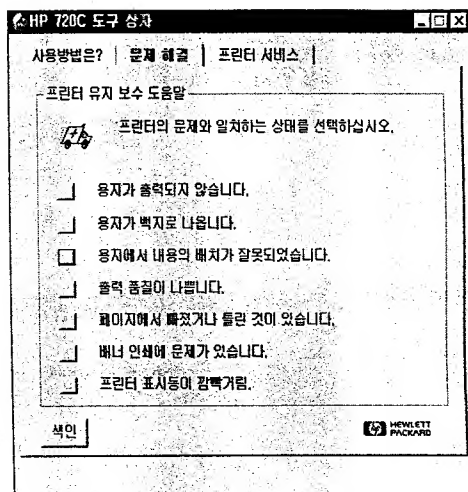 HP 720C 도구 상자
사용방법은? 문제 해결 프린터 서비스
프린터 유지 보수 도움말
프린터의 문제와 일치하는 상태를 선택하십시오.
용지가 출력되지 않습니다.
용지가 백지로 나옵니다.
용지에서 내용의 배치가 잘못되었습니다.
출력 품질이 나쁩니다.
페이지에서 빠졌거나 틀린 것이 있습니다.
배너 인쇄에 문제가 있습니다.
프린터 표시등이 깜빡거림.
색인
hp HEWLETT
PACKARD